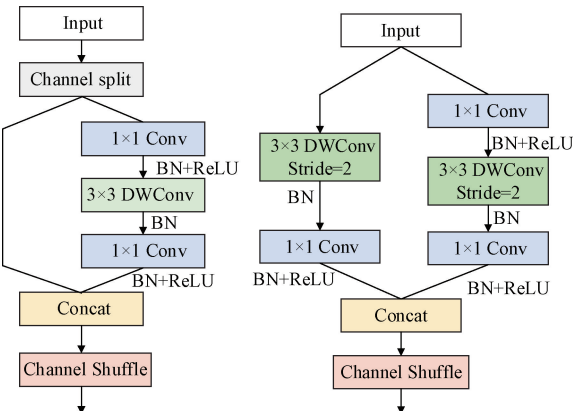 Input
Channel split
1×1 Conv
BN+ReLU
3×3 DWConv
BN
1×1 Conv
BN+ReLU
Concat
Channel Shuffle
Input
1×1 Conv
BN+ReLU
3×3 DWConv
Stride=2
BN
3×3 DWConv
Stride=2
BN
1×1 Conv
BN+ReLU
1×1 Conv
BN+ReLU
Concat
Channel Shuffle